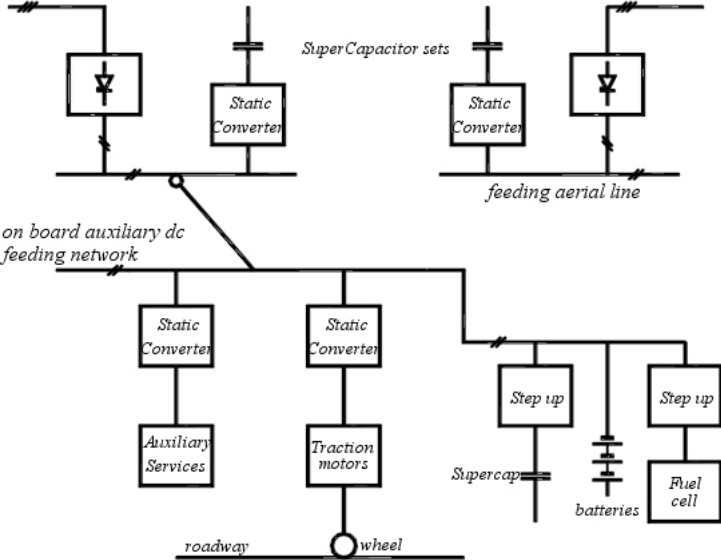 SuperCapacitor sets
Static
Converter
Static
Converter
feeding aerial line
on board auxiliary dc
feeding network
Static
Converter
Static
Converter
Step up
Step up
Auxiliary
Services
Traction
motors
Supercap
batteries
Fuel
cell
roadway
wheel